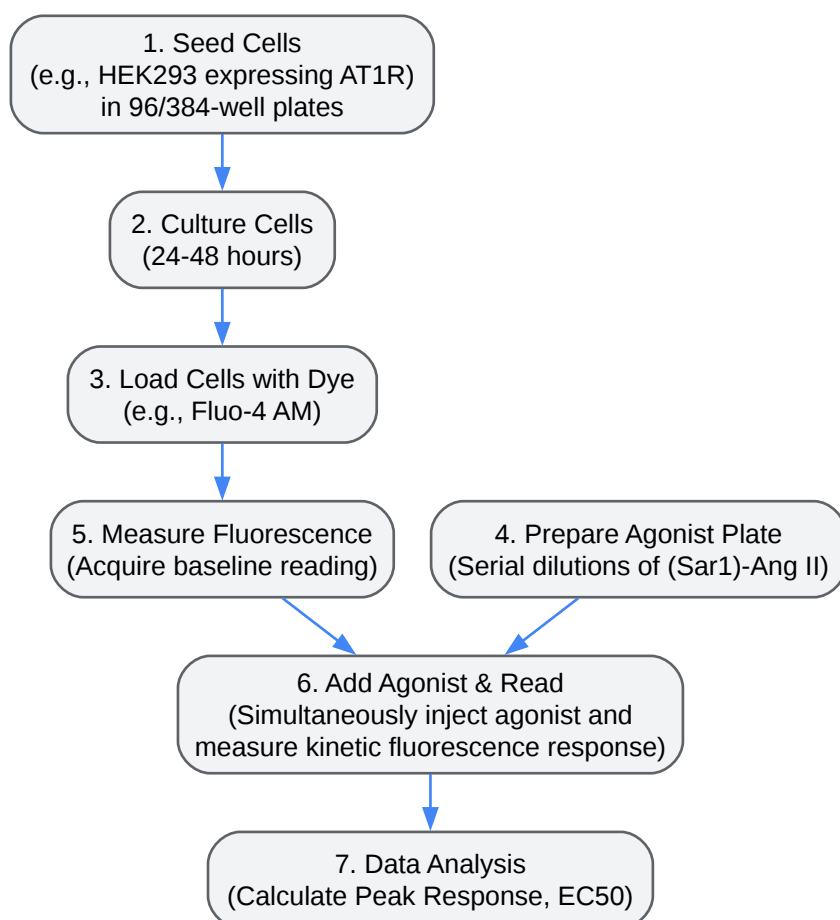 1. Seed Cells
(e.g., HEK293 expressing AT1R)
in 96/384-well plates
2. Culture Cells
(24-48 hours)
3. Load Cells with Dye
(e.g., Fluo-4 AM)
5. Measure Fluorescence
(Acquire baseline reading)
4. Prepare Agonist Plate
(Serial dilutions of (Sar1)-Ang II)
6. Add Agonist & Read
(Simultaneously inject agonist and
measure kinetic fluorescence response)
7. Data Analysis
(Calculate Peak Response, EC50)